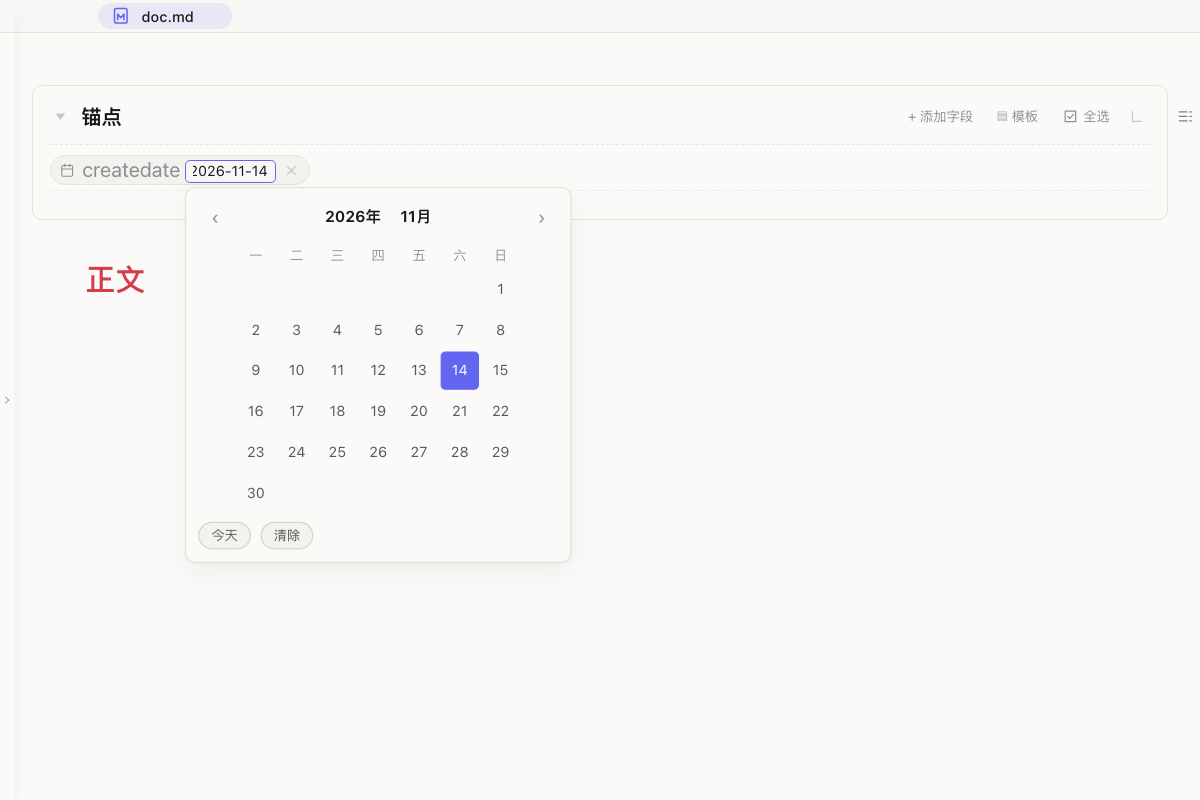 doc.md
锚点
+ 添加字段 模板 全选
createdate 2026-11-14
2026年 11月
一 二 三 四 五 六 日
1
2 3 4 5 6 7 8
9 10 11 12 13 14 15
16 17 18 19 20 21 22
23 24 25 26 27 28 29
30
今天 清除
正文